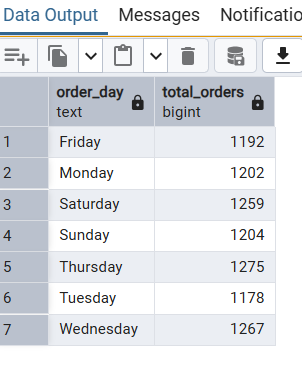 Data Output Messages Notificatio
order_day total_orders
text bigint
1 Friday 1192
2 Monday 1202
3 Saturday 1259
4 Sunday 1204
5 Thursday 1275
6 Tuesday 1178
7 Wednesday 1267